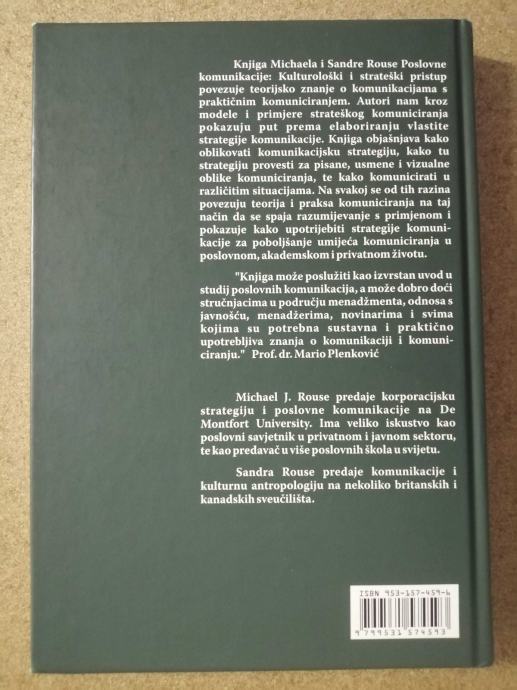 Knjiga Michaela i Sandre Rouse Poslovne
komunikacije: Kulturološki i strateški pristup
povezuje teorijsko znanje o komunikacijama s
praktičnim komuniciranjem. Autori nam kroz
modele i primjere strateškog komuniciranja
pokazuju put prema elaboriranju vlastite
strategije komunikacije. Knjiga objašnjava kako
oblikovati komunikacijsku strategiju, kako tu
strategiju provesti za pisane, usmene i vizualne
oblike komuniciranja, te kako komunicirati u
različitim situacijama. Na svakoj se od tih razina
povezuju teorija i praksa komuniciranja na taj
način da se spaja razumijevanje s primjenom i
pokazuje kako upotrijebiti strategije komuni-
kacije za poboljšanje umijeća komuniciranja u
poslovnom, akademskom i privatnom životu.
"Knjiga može poslužiti kao izvrstan uvod u
studij poslovnih komunikacija, a može dobro doći
stručnjacima u području menadžmenta, odnosa s
javnošću, menadžerima, novinarima i svima
kojima su potrebna sustavna i praktično
upotrebljiva znanja o komunikaciji i komuni-
ciranju." Prof. dr. Mario Plenković
Michael J. Rouse predaje korporacijsku
strategiju i poslovne komunikacije na De
Montfort University. Ima veliko iskustvo kao
poslovni savjetnik u privatnom i javnom sektoru,
te kao predavač u više poslovnih škola u svijetu.
Sandra Rouse predaje komunikacije i
kulturnu antropologiju na nekoliko britanskih i
kanadskih sveučilišta.
ISBN 953-157-459-6
9 799531 574593